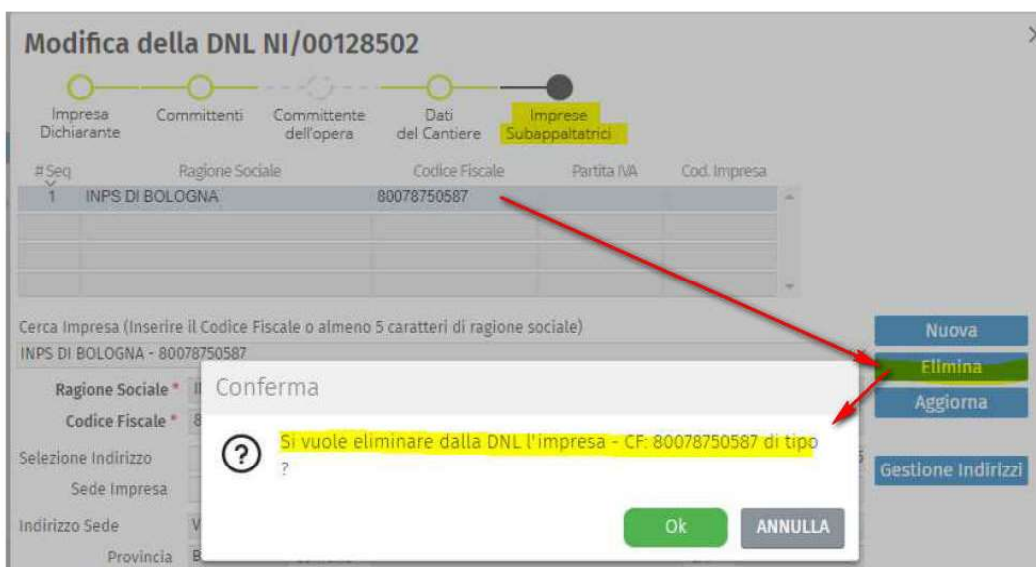 Modifica della DNL NI/00128502
Impresa Dichiarante
Committenti
Committente dell'opera
Dati del Cantiere
Imprese Subappaltatrici
# Seq Ragione Sociale Codice Fiscale Partita IVA Cod. Impresa
1 INPS DI BOLOGNA 80078750587
Cerca Impresa (Inserire il Codice Fiscale o almeno 5 caratteri di ragione sociale)
INPS DI BOLOGNA - 80078750587
Nuova
Elimina
Aggiorna
Gestione Indirizzi
Ragione Sociale *
Codice Fiscale * 8
Selezione Indirizzo
Sede Impresa
Indirizzo Sede V
Provincia B
Conferma
Si vuole eliminare dalla DNL l'impresa - CF: 80078750587 di tipo
?
Ok ANNULLA